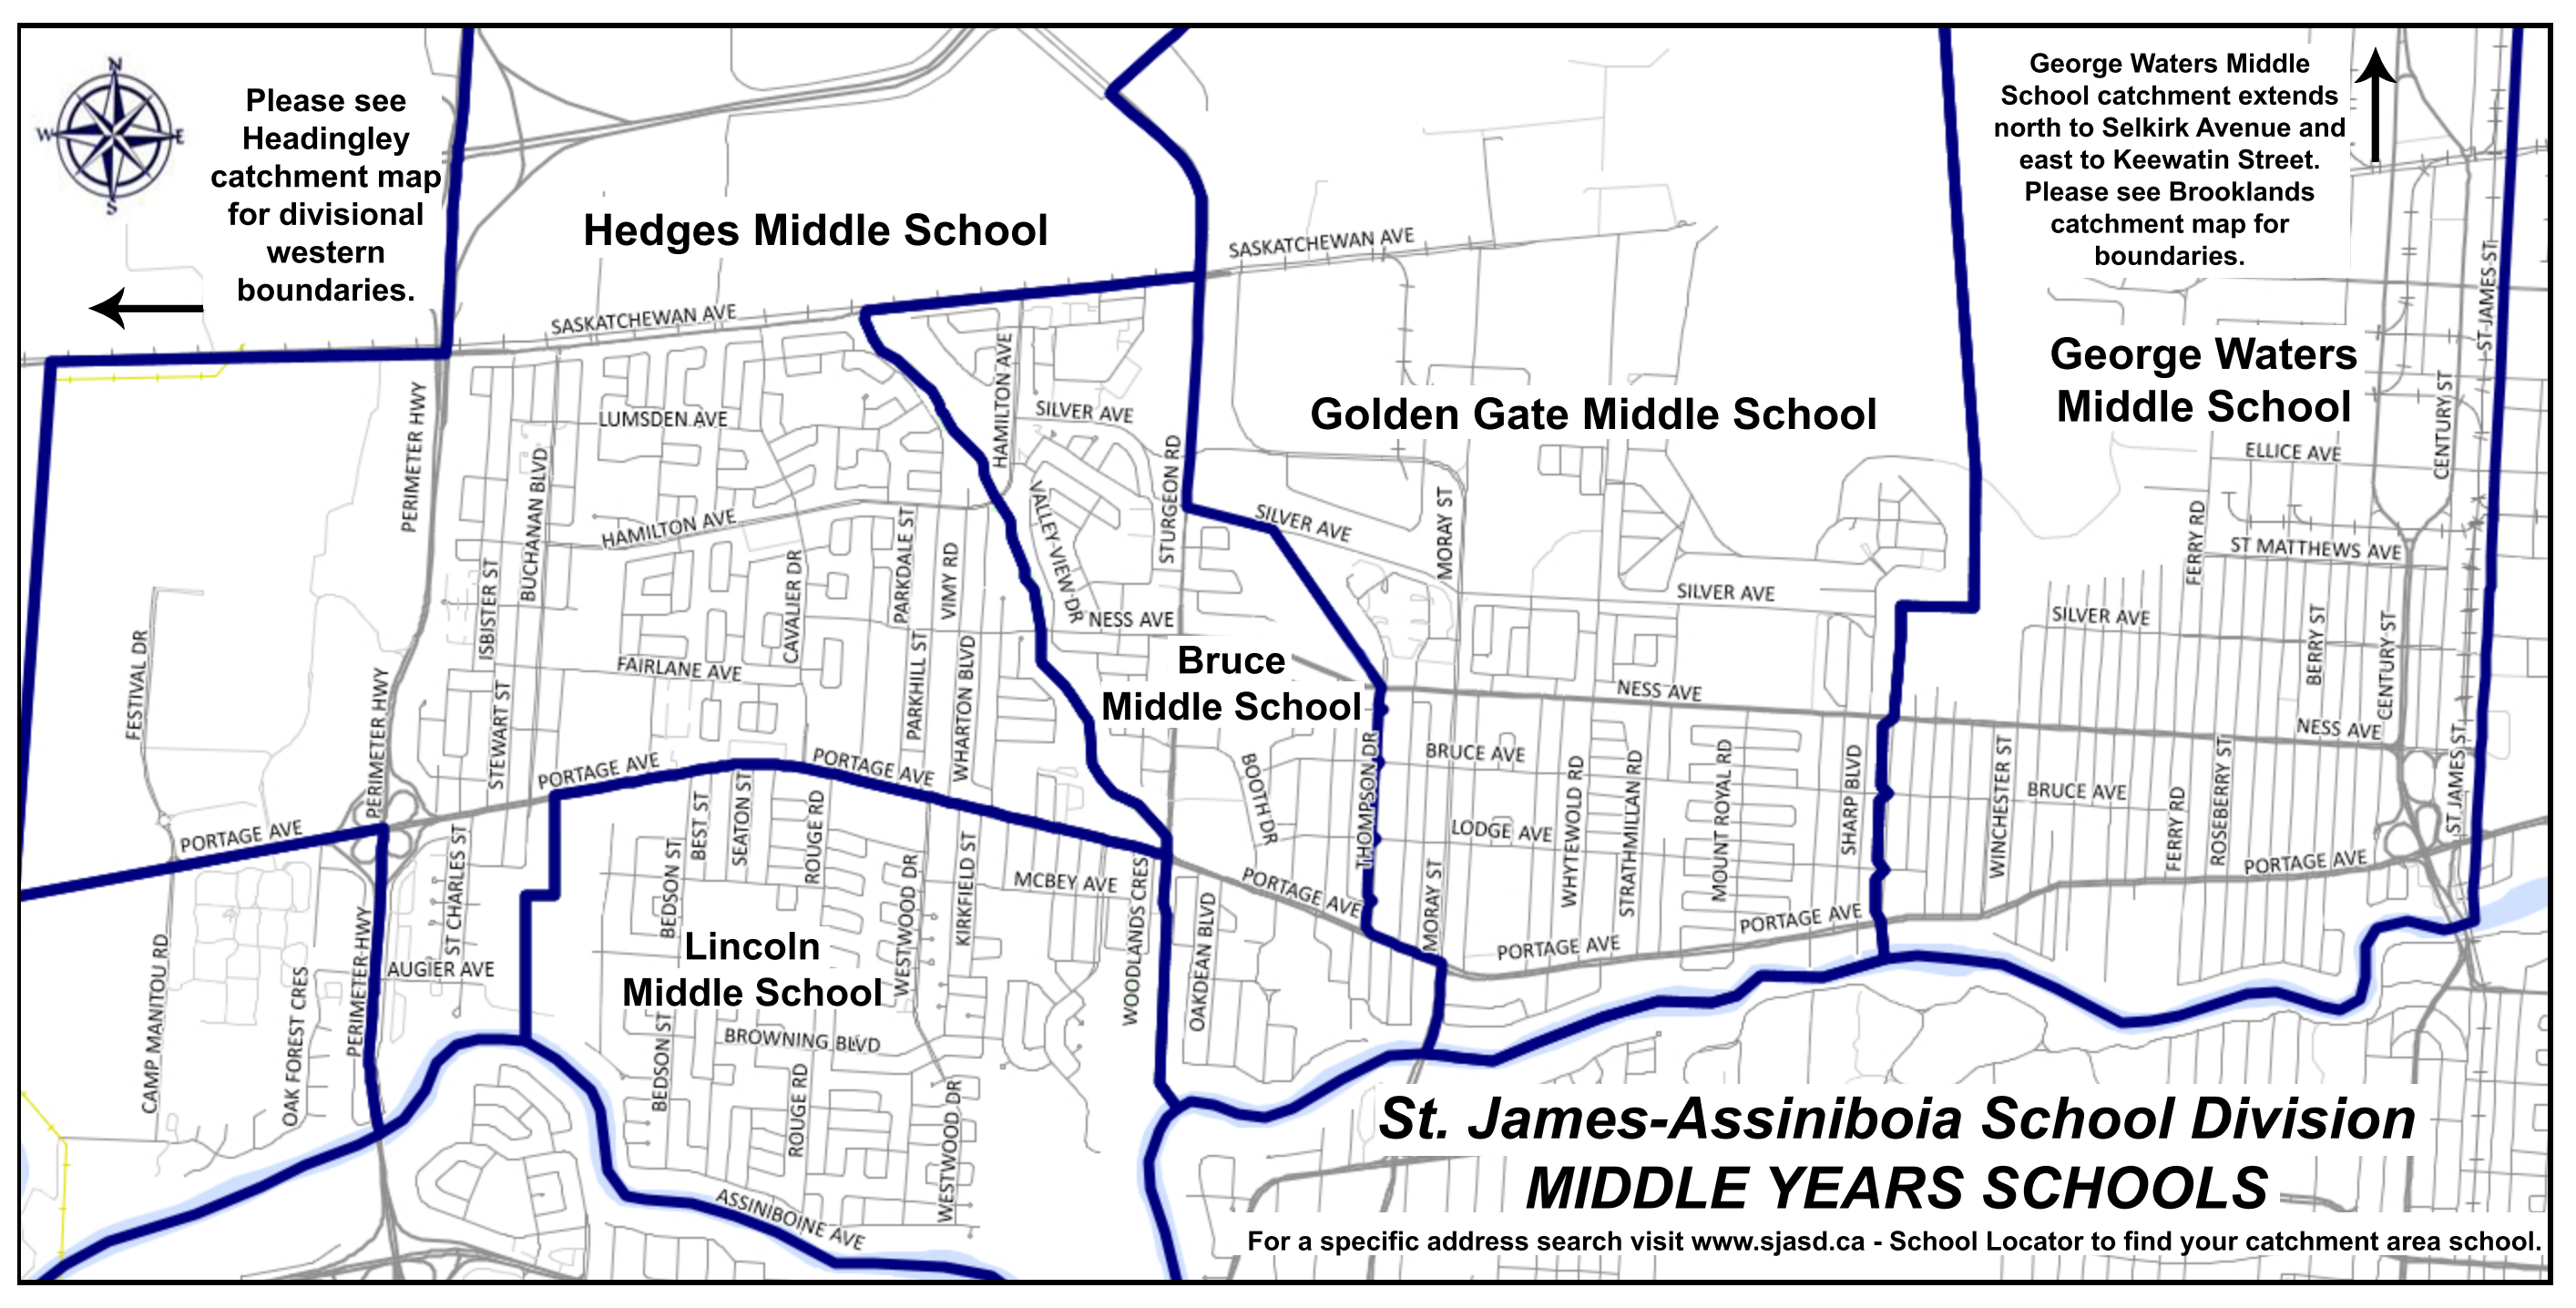 N
W
E
S
Please see
Headingley
catchment map
for divisional
western
boundaries.
George Waters Middle
School catchment extends
north to Selkirk Avenue and
east to Keewatin Street.
Please see Brooklands
catchment map for
boundaries.
Hedges Middle School
SASKATCHEWAN AVE
SASKATCHEWAN AVE
ST JAMES ST
George Waters
Middle School
Golden Gate Middle School
PERIMETER HWY
LUMSDEN AVE
HAMILTON AVE
SILVER AVE
CENTURY ST
ELLICE AVE
BUCHANAN BLVD
HAMILTON AVE
PARKDALE ST
VIMY RD
VALLEY VIEW DR
STURGEON RD
SILVER AVE
MORAY ST
FERRY RD
ST MATTHEWS AVE
ISBISTER ST
CAVALIER DR
NESS AVE
SILVER AVE
SILVER AVE
BERRY ST
CENTURY ST
FESTIVAL DR
PERIMETER HWY
STEWART ST
FAIRLANE AVE
PARKHILL ST
WHARTON BLVD
Bruce
Middle School
NESS AVE
NESS AVE
PORTAGE AVE
PORTAGE AVE
BOOTH DR
THOMPSON DR
BRUCE AVE
LODGE AVE
WHYTEWOLD RD
STRATHMILLAN RD
MOUNT ROYAL RD
SHARP BLVD
WINCHESTER ST
BRUCE AVE
FERRY RD
ROSEBERRY ST
ST JAMES ST
PORTAGE AVE
PORTAGE AVE
ST CHARLES ST
BEDSON ST
BEST ST
SEATON ST
ROUGE RD
WESTWOOD DR
KIRKFIELD ST
MCBEY AVE
WOODLANDS CRES
OAKDEAN BLVD
PORTAGE AVE
MORAY ST
PORTAGE AVE
PORTAGE AVE
Lincoln
Middle School
CAMP MANITOU RD
OAK FOREST CRES
PERIMETER HWY
AUGIER AVE
BEDSON ST
BROWNING BLVD
ROUGE RD
WESTWOOD DR
ASSINIBOINE AVE
St. James-Assiniboia School Division
MIDDLE YEARS SCHOOLS
For a specific address search visit www.sjasd.ca - School Locator to find your catchment area school.